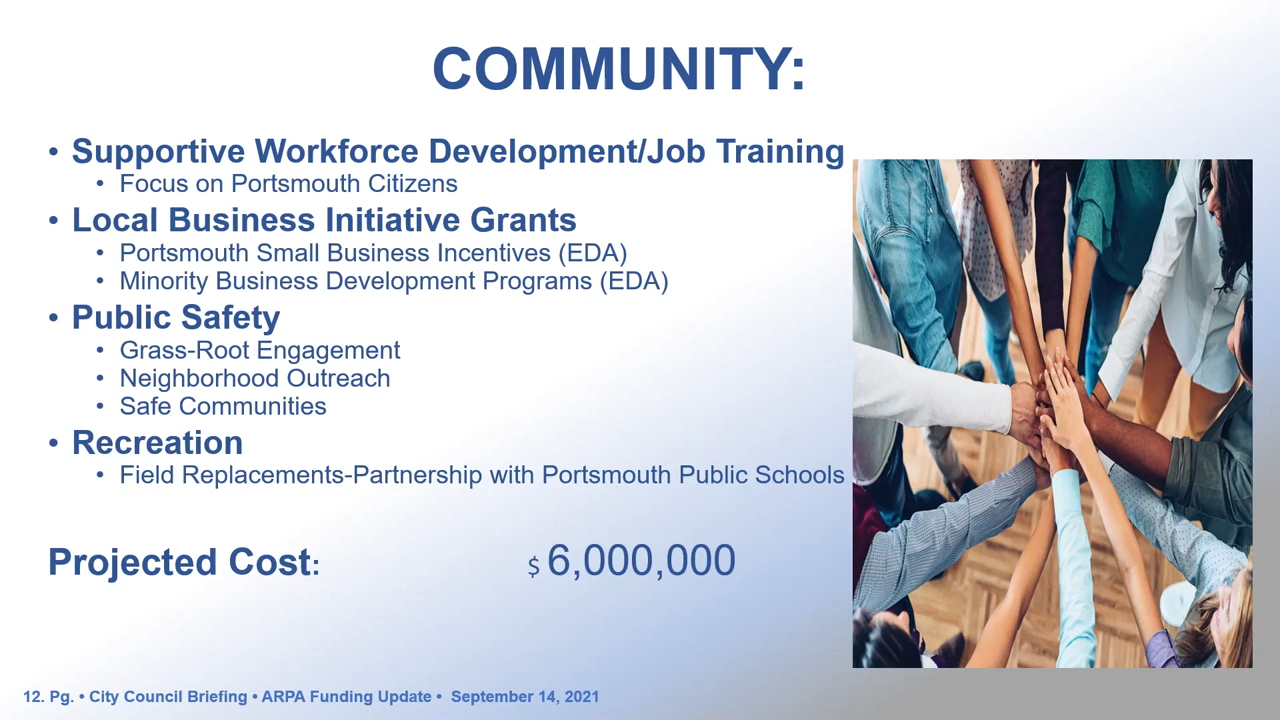 COMMUNITY:
• Supportive Workforce Development/Job Training
• Focus on Portsmouth Citizens
• Local Business Initiative Grants
• Portsmouth Small Business Incentives (EDA)
• Minority Business Development Programs (EDA)
• Public Safety
• Grass-Root Engagement
• Neighborhood Outreach
• Safe Communities
• Recreation
• Field Replacements-Partnership with Portsmouth Public Schools
Projected Cost: $ 6,000,000
12. Pg. • City Council Briefing • ARPA Funding Update • September 14, 2021